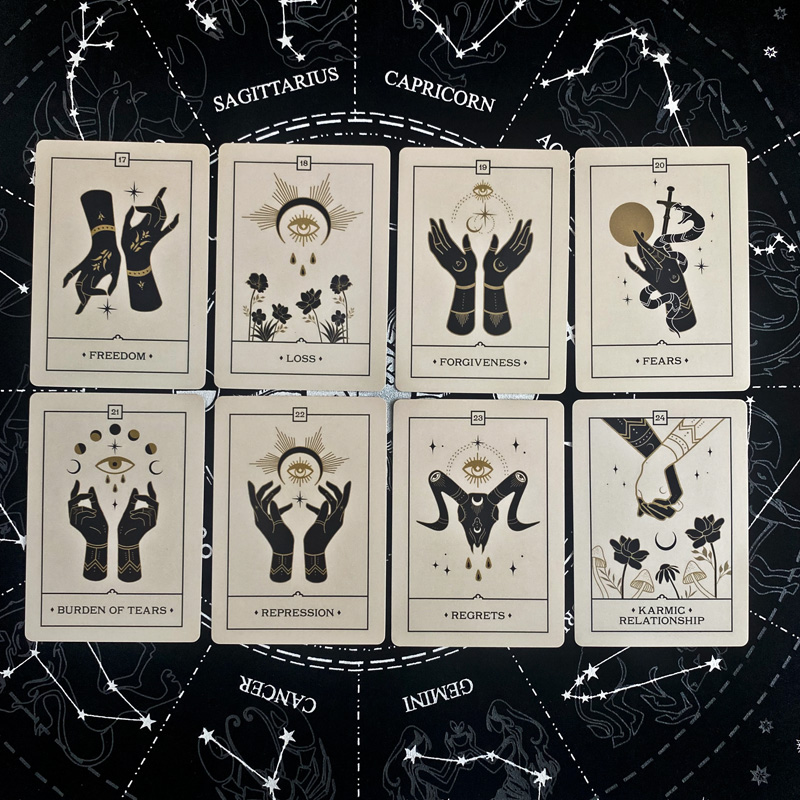 SAGITTARIUS
CAPRICORN
17
FREEDOM
18
LOSS
19
FORGIVENESS
20
FEARS
21
BURDEN OF TEARS
22
REPRESSION
23
REGRETS
24
KARMIC
RELATIONSHIP
CANCER
GEMINI